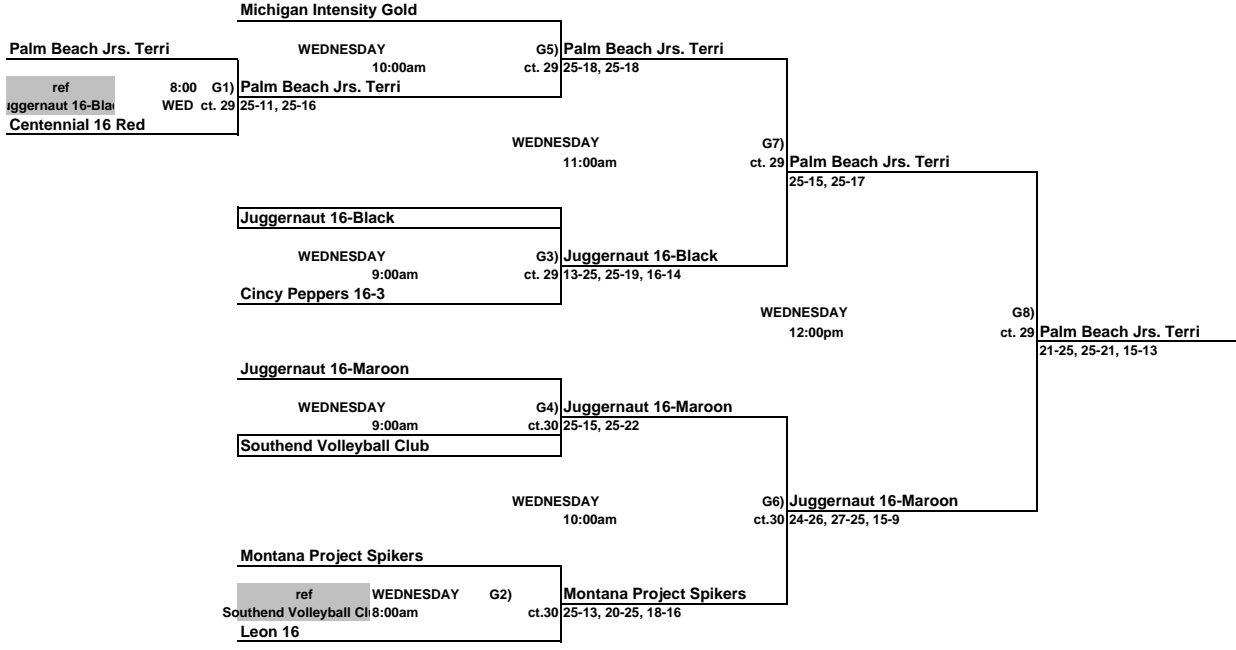 Michigan Intensity Gold
Palm Beach Jrs. Terri WEDNESDAY G5) Palm Beach Jrs. Terri
10:00am ct. 29 25-18, 25-18
ref 8:00 G1) Palm Beach Jrs. Terri
uggernaut 16-Blac WED ct. 29 25-11, 25-16
Centennial 16 Red
WEDNESDAY G7)
11:00am ct. 29 Palm Beach Jrs. Terri
25-15, 25-17
Juggernaut 16-Black
WEDNESDAY G3) Juggernaut 16-Black
9:00am ct. 29 13-25, 25-19, 16-14
Cincy Peppers 16-3
WEDNESDAY G8)
12:00pm ct. 29 Palm Beach Jrs. Terri
21-25, 25-21, 15-13
Juggernaut 16-Maroon
WEDNESDAY G4) Juggernaut 16-Maroon
9:00am ct.30 25-15, 25-22
Southend Volleyball Club
WEDNESDAY G6) Juggernaut 16-Maroon
10:00am ct.30 24-26, 27-25, 15-9
Montana Project Spikers
ref WEDNESDAY G2) Montana Project Spikers
Southend Volleyball Cl 8:00am ct.30 25-13, 20-25, 18-16
Leon 16